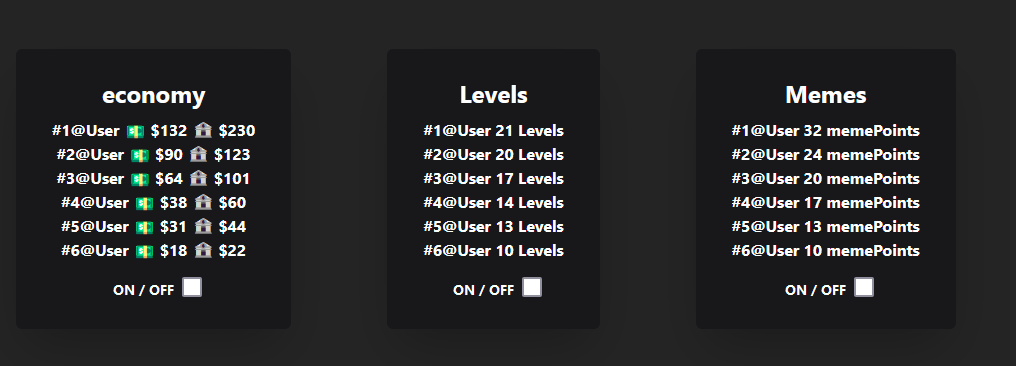 economy
#1@User 💵 $132 🏦 $230
#2@User 💵 $90 🏦 $123
#3@User 💵 $64 🏦 $101
#4@User 💵 $38 🏦 $60
#5@User 💵 $31 🏦 $44
#6@User 💵 $18 🏦 $22
ON / OFF
Levels
#1@User 21 Levels
#2@User 20 Levels
#3@User 17 Levels
#4@User 14 Levels
#5@User 13 Levels
#6@User 10 Levels
ON / OFF
Memes
#1@User 32 memePoints
#2@User 24 memePoints
#3@User 20 memePoints
#4@User 17 memePoints
#5@User 13 memePoints
#6@User 10 memePoints
ON / OFF